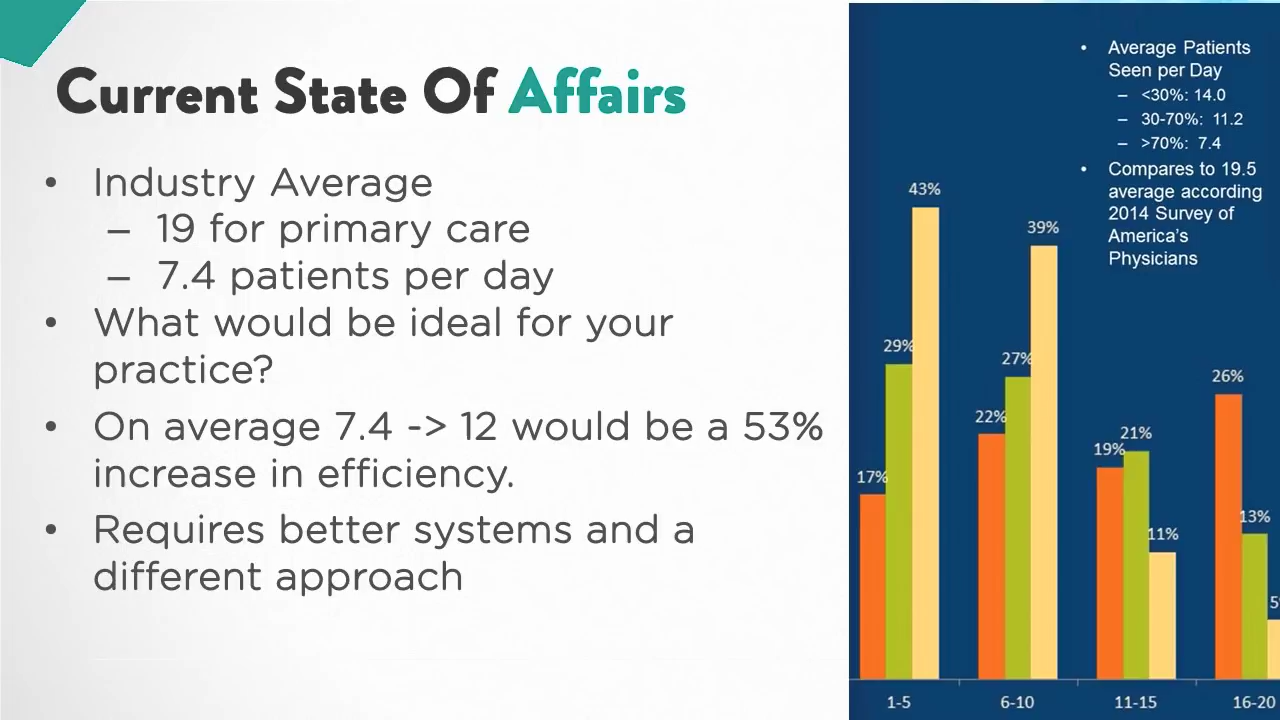 Current State Of Affairs
• Industry Average
– 19 for primary care
– 7.4 patients per day
• What would be ideal for your
practice?
• On average 7.4 -> 12 would be a 53%
increase in efficiency.
• Requires better systems and a
different approach
• Average Patients
Seen per Day
– <30%: 14.0
– 30-70%: 11.2
– >70%: 7.4
• Compares to 19.5
average according
2014 Survey of
America's
Physicians
43%
39%
29%
27%
26%
22%
21%
19%
17%
13%
11%
5
1-5
6-10
11-15
16-20